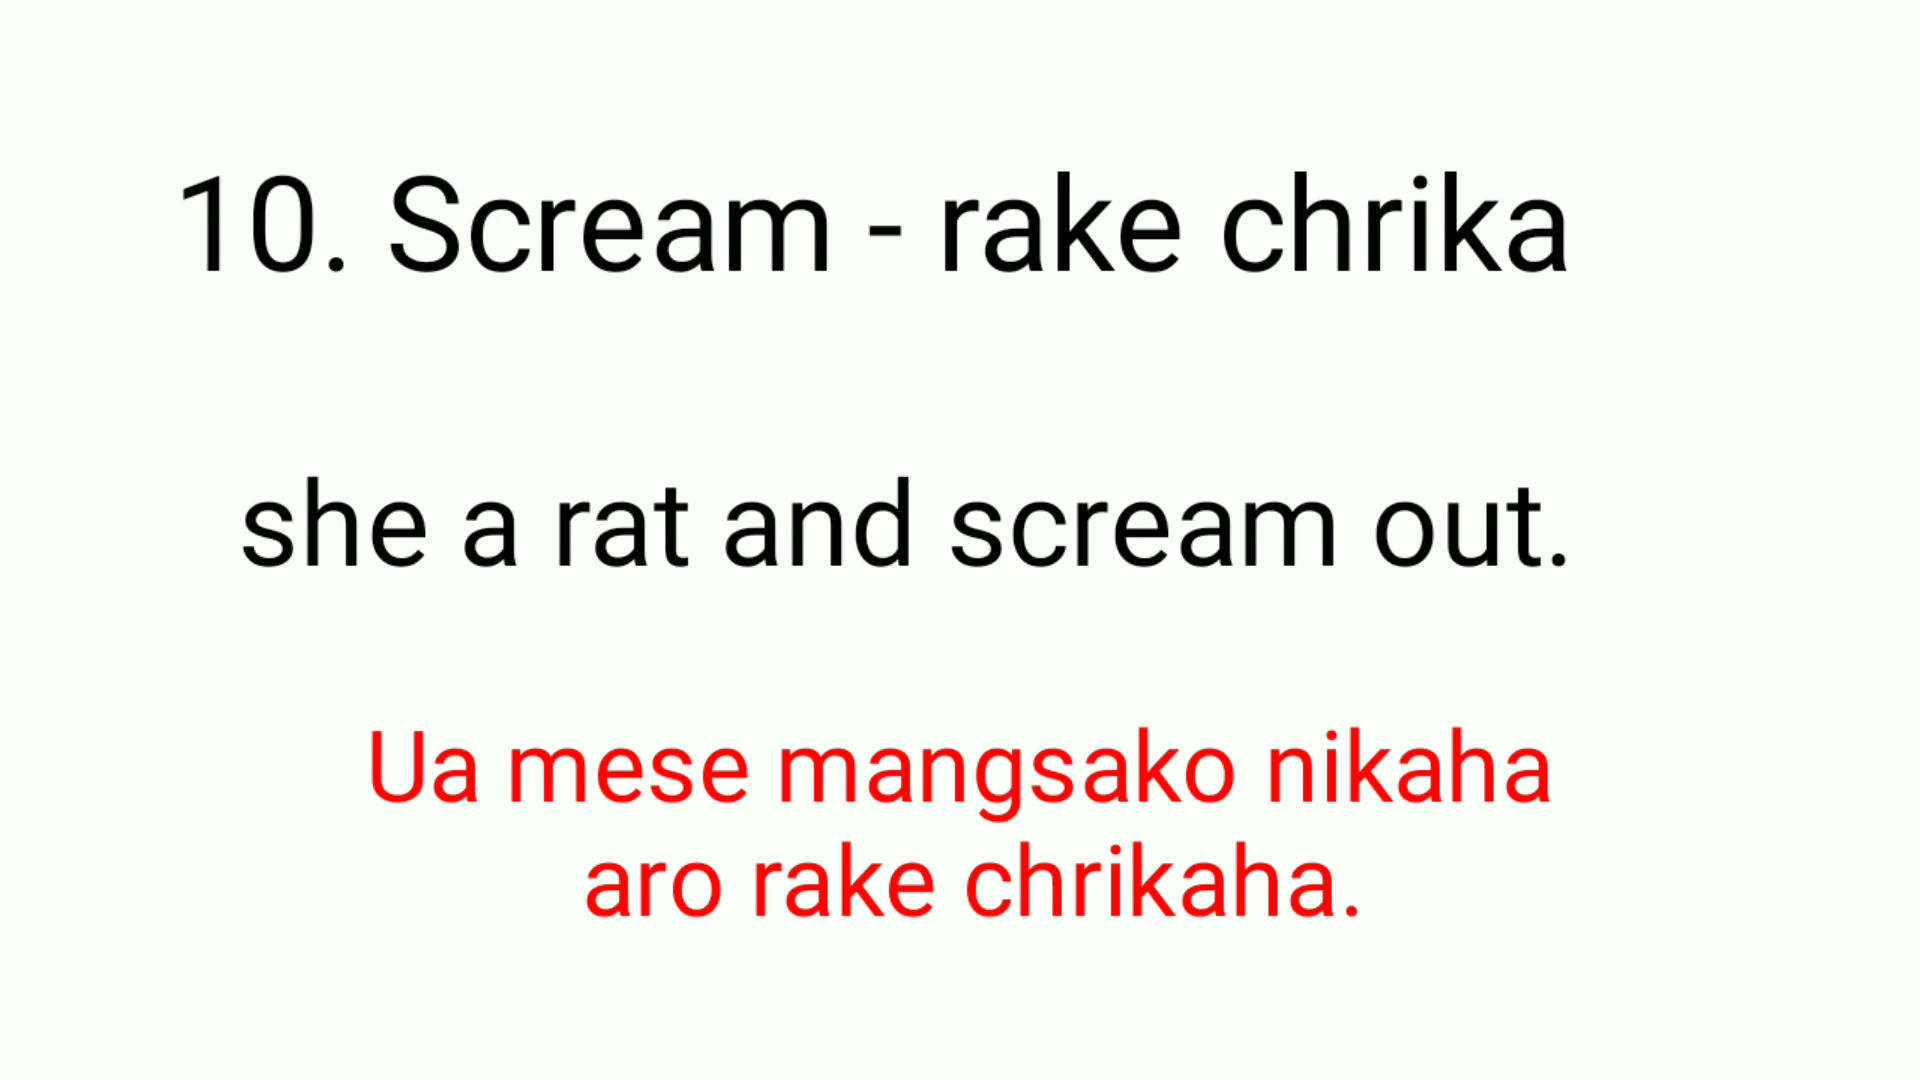 10. Scream - rake chrika
she a rat and scream out.
Ua mese mangsako nikaha
aro rake chrikaha.